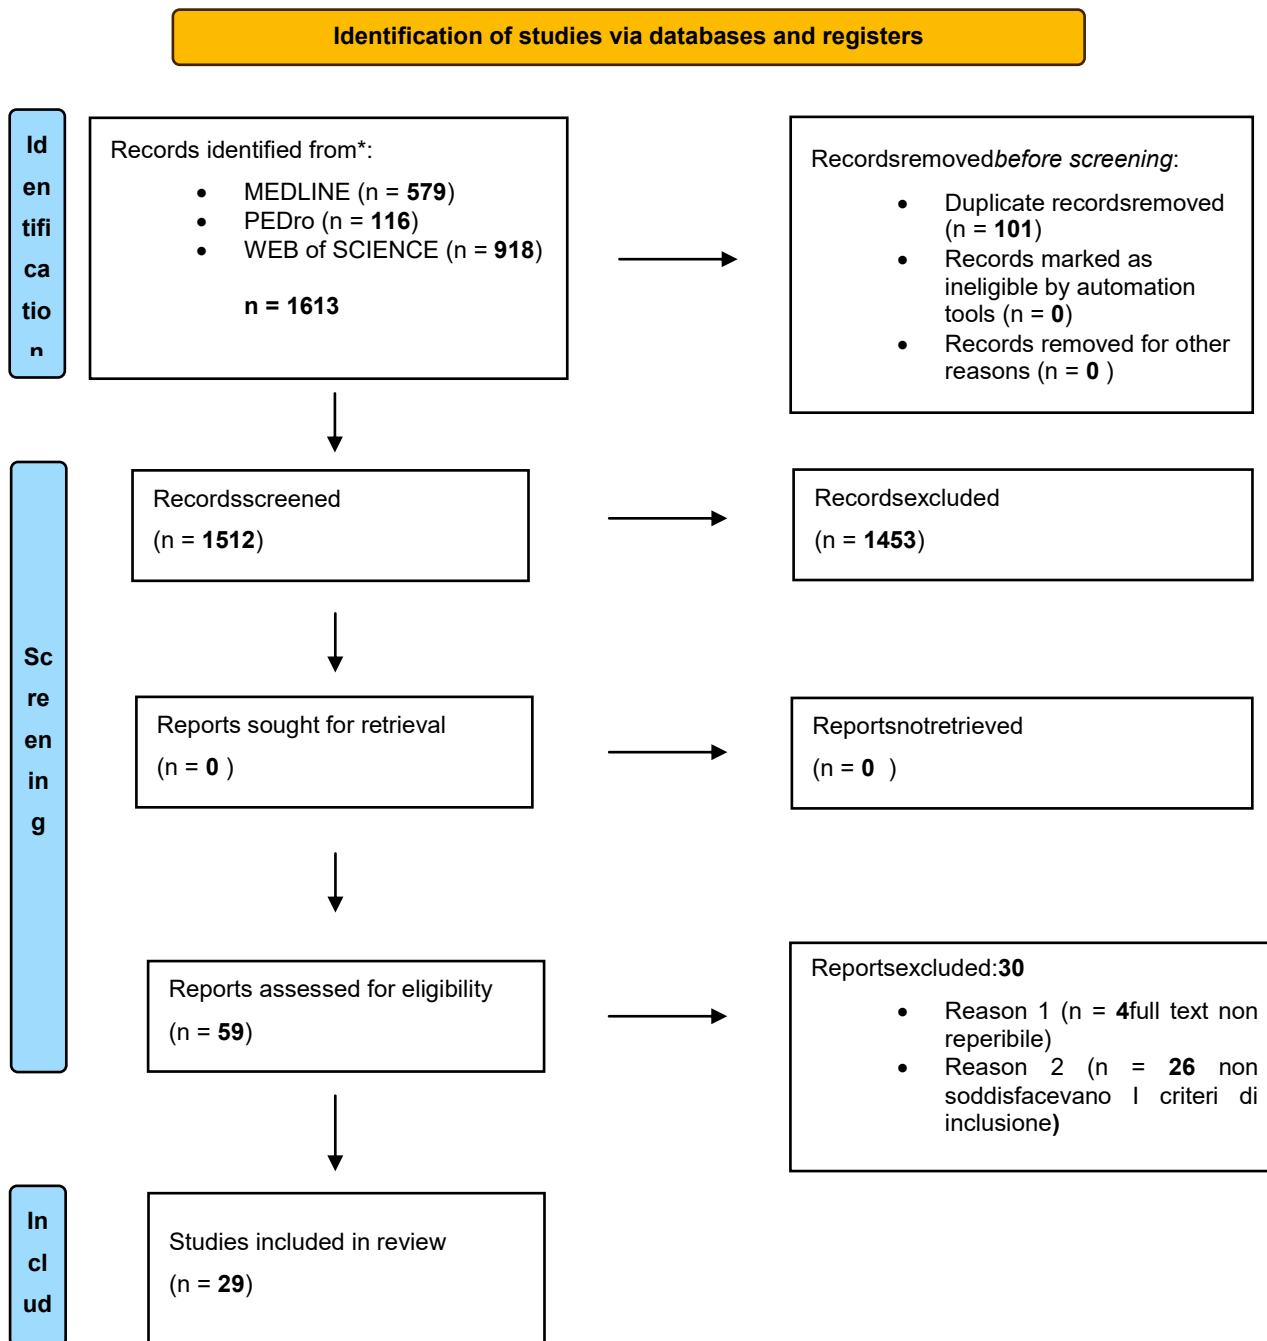 Identification of studies via databases and registers
Id
en
tifi
ca
tio
n
Records identified from*:
• MEDLINE (n = 579)
• PEDro (n = 116)
• WEB of SCIENCE (n = 918)
n = 1613
Recordsremovedbefore screening:
• Duplicate recordsremoved
(n = 101)
• Records marked as
ineligible by automation
tools (n = 0)
• Records removed for other
reasons (n = 0 )
Sc
re
en
in
g
Recordsscreened
(n = 1512)
Recordsexcluded
(n = 1453)
Reports sought for retrieval
(n = 0 )
Reportsnotretrieved
(n = 0  )
Reports assessed for eligibility
(n = 59)
Reportsexcluded:30
• Reason 1 (n = 4full text non
reperibile)
• Reason 2 (n = 26 non
soddisfacevano I criteri di
inclusione)
In
cl
ud
Studies included in review
(n = 29)